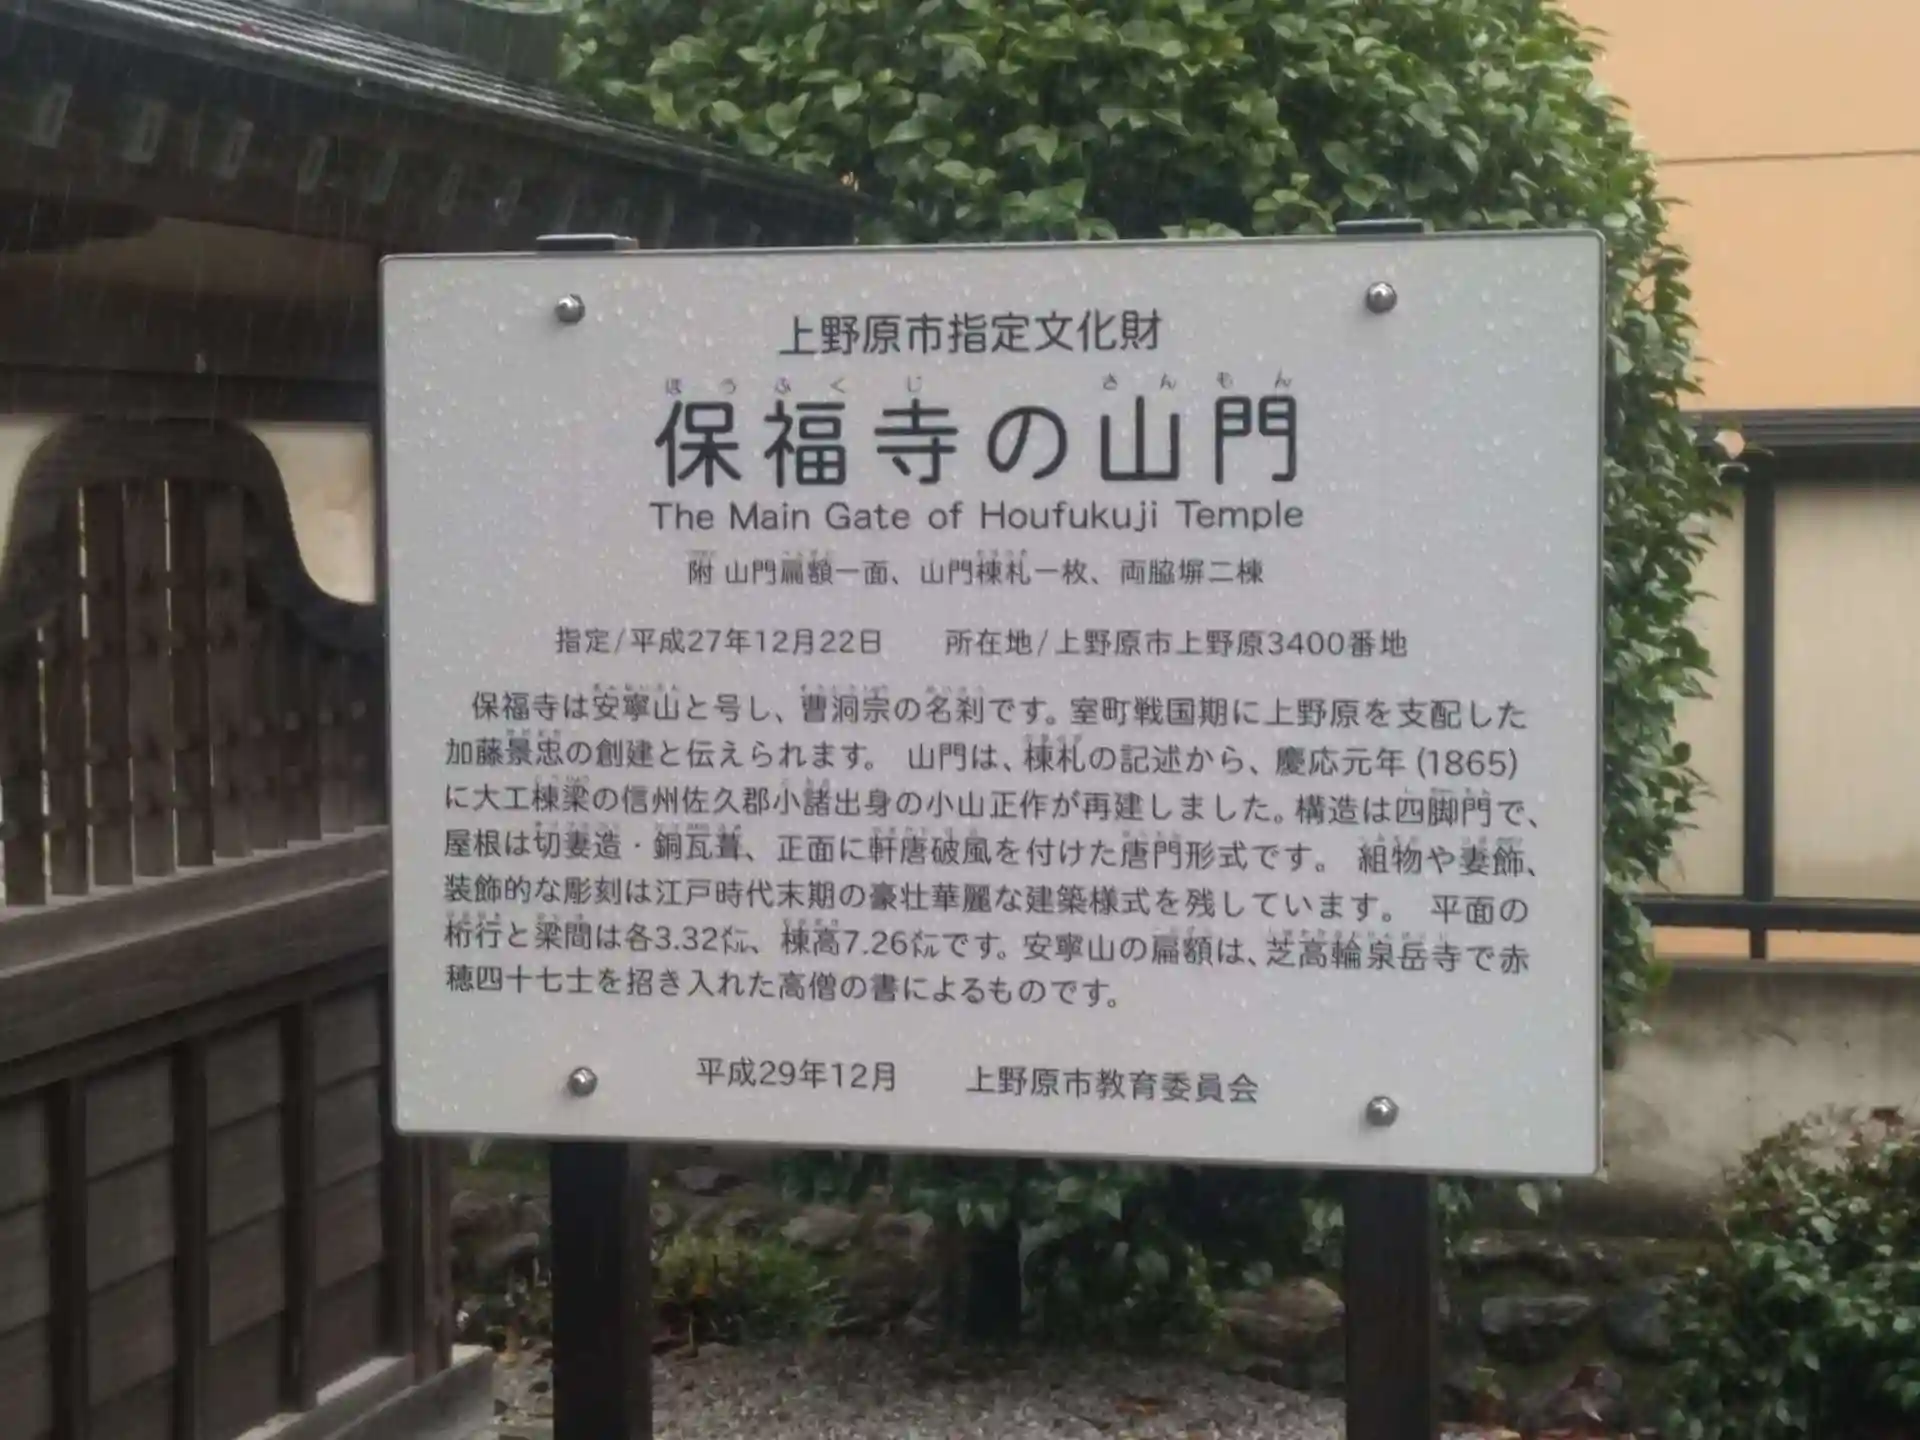 上野原市指定文化財
ほうふくじ さんもん
保福寺の山門
The Main Gate of Houfukuji Temple
附 山門扁額一面、山門棟札一枚、両脇塀二棟
指定/平成27年12月22日 所在地/上野原市上野原3400番地
保福寺は安寧山と号し、曹洞宗の名刹です。室町戦国期に上野原を支配した
加藤景忠の創建と伝えられます。 山門は、棟札の記述から、慶応元年(1865)
に大工棟梁の信州佐久郡小諸出身の小山正作が再建しました。構造は四脚門で、
屋根は切妻造・銅瓦葺、正面に軒唐破風を付けた唐門形式です。 組物や妻飾、
装飾的な彫刻は江戸時代末期の豪壮華麗な建築様式を残しています。 平面の
桁行と梁間は各3.32㍍、棟高7.26㍍です。安寧山の扁額は、芝高輪泉岳寺で赤
穂四十七士を招き入れた高僧の書によるものです。
平成29年12月 上野原市教育委員会